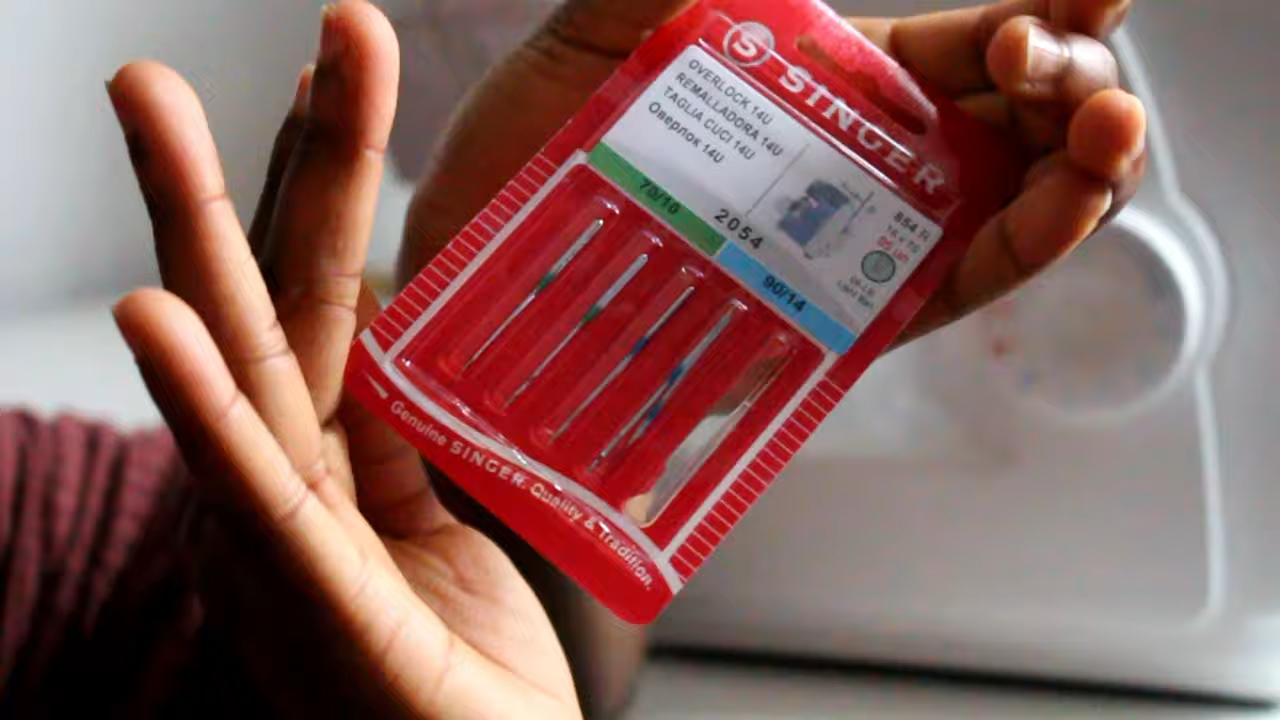 S SINGER
OVERLOCK 14U
REMALLADORA 14U
TAGLIA CUCI 14U
Оверлок 14U
70/10
2054
90/14
854
Genuine SINGER. Quality & Tradition.